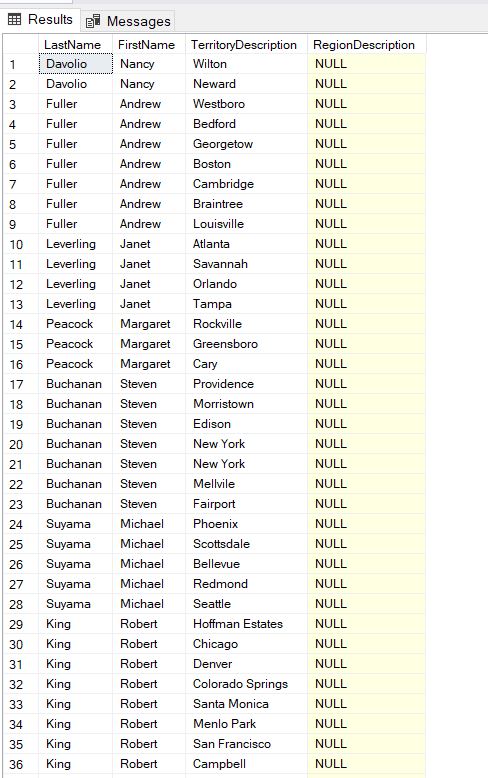 Results Messages
LastName FirstName TerritoryDescription RegionDescription
1 Davolio Nancy Wilton NULL
2 Davolio Nancy Neward NULL
3 Fuller Andrew Westboro NULL
4 Fuller Andrew Bedford NULL
5 Fuller Andrew Georgetow NULL
6 Fuller Andrew Boston NULL
7 Fuller Andrew Cambridge NULL
8 Fuller Andrew Braintree NULL
9 Fuller Andrew Louisville NULL
10 Leverling Janet Atlanta NULL
11 Leverling Janet Savannah NULL
12 Leverling Janet Orlando NULL
13 Leverling Janet Tampa NULL
14 Peacock Margaret Rockville NULL
15 Peacock Margaret Greensboro NULL
16 Peacock Margaret Cary NULL
17 Buchanan Steven Providence NULL
18 Buchanan Steven Morristown NULL
19 Buchanan Steven Edison NULL
20 Buchanan Steven New York NULL
21 Buchanan Steven New York NULL
22 Buchanan Steven Mellvile NULL
23 Buchanan Steven Fairport NULL
24 Suyama Michael Phoenix NULL
25 Suyama Michael Scottsdale NULL
26 Suyama Michael Bellevue NULL
27 Suyama Michael Redmond NULL
28 Suyama Michael Seattle NULL
29 King Robert Hoffman Estates NULL
30 King Robert Chicago NULL
31 King Robert Denver NULL
32 King Robert Colorado Springs NULL
33 King Robert Santa Monica NULL
34 King Robert Menlo Park NULL
35 King Robert San Francisco NULL
36 King Robert Campbell NULL